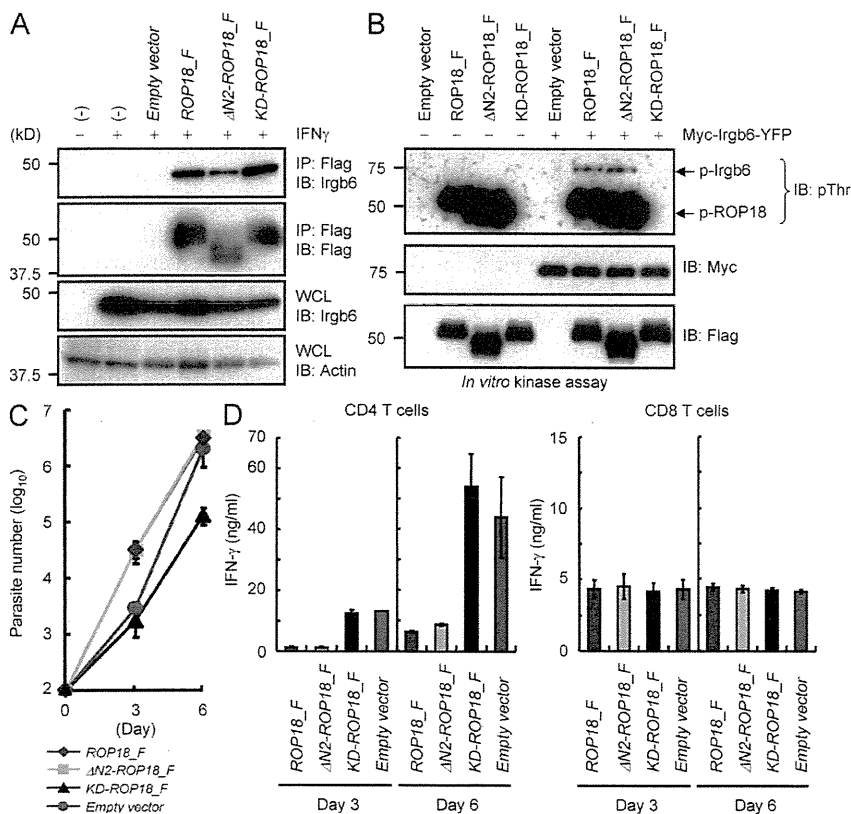 A
(-)
(-)
Empty vector
ROP18_F
ΔN2-ROP18_F
KD-ROP18_F
(kD)
- + + + + + IFNγ
50
IP: Flag
IB: Irgb6
50
37.5
IP: Flag
IB: Flag
50
WCL
IB: Irgb6
37.5
WCL
IB: Actin
B
Empty vector
ROP18_F
ΔN2-ROP18_F
KD-ROP18_F
Empty vector
ROP18_F
ΔN2-ROP18_F
KD-ROP18_F
- - - - + + + + Myc-Irgb6-YFP
75
p-Irgb6
50
p-ROP18
IB: pThr
75
IB: Myc
50
IB: Flag
In vitro kinase assay
C
Parasite number (log10)
7
6
5
4
3
2
0 3 6
(Day)
ROP18_F
ΔN2-ROP18_F
KD-ROP18_F
Empty vector
D
CD4 T cells
IFN-γ (ng/ml)
70
60
40
20
10
0
ROP18_F
ΔN2-ROP18_F
KD-ROP18_F
Empty vector
ROP18_F
ΔN2-ROP18_F
KD-ROP18_F
Empty vector
Day 3 Day 6
CD8 T cells
IFN-γ (ng/ml)
15
10
5
0
ROP18_F
ΔN2-ROP18_F
KD-ROP18_F
Empty vector
ROP18_F
ΔN2-ROP18_F
KD-ROP18_F
Empty vector
Day 3 Day 6